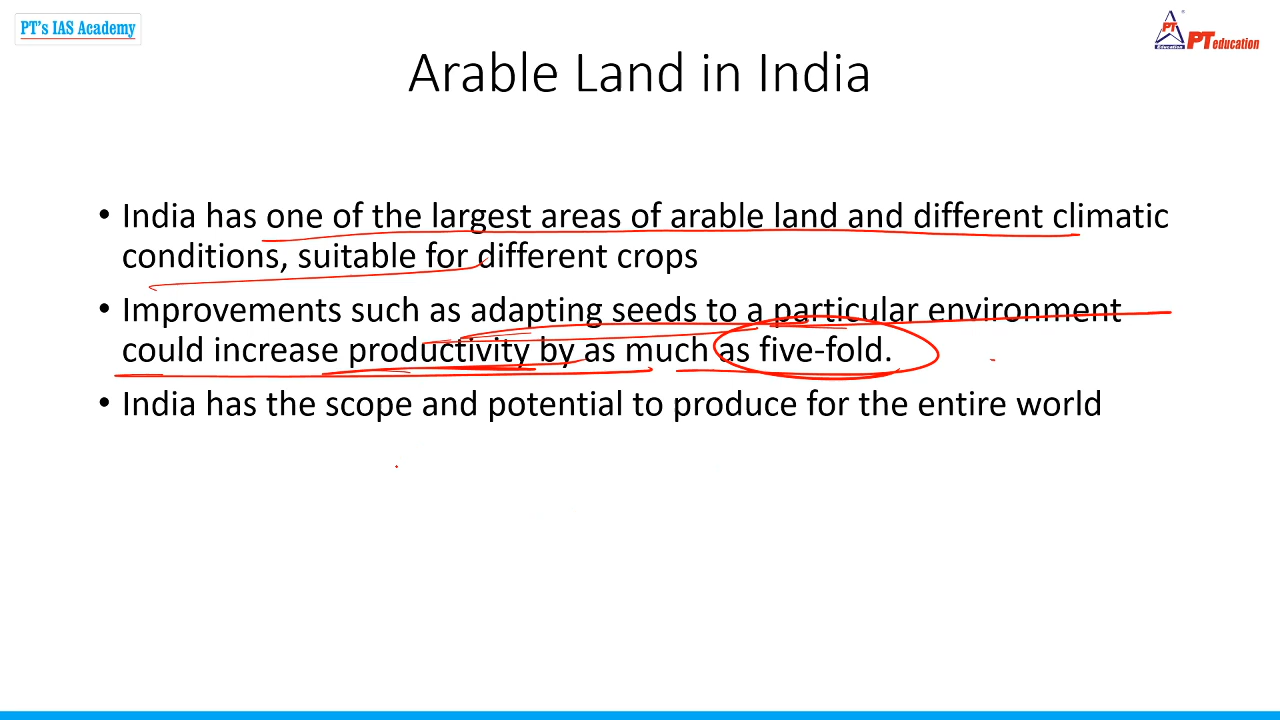 PT's IAS Academy
PT
Education
PT education
Arable Land in India
• India has one of the largest areas of arable land and different climatic
conditions, suitable for different crops
• Improvements such as adapting seeds to a particular environment
could increase productivity by as much as five-fold.
• India has the scope and potential to produce for the entire world